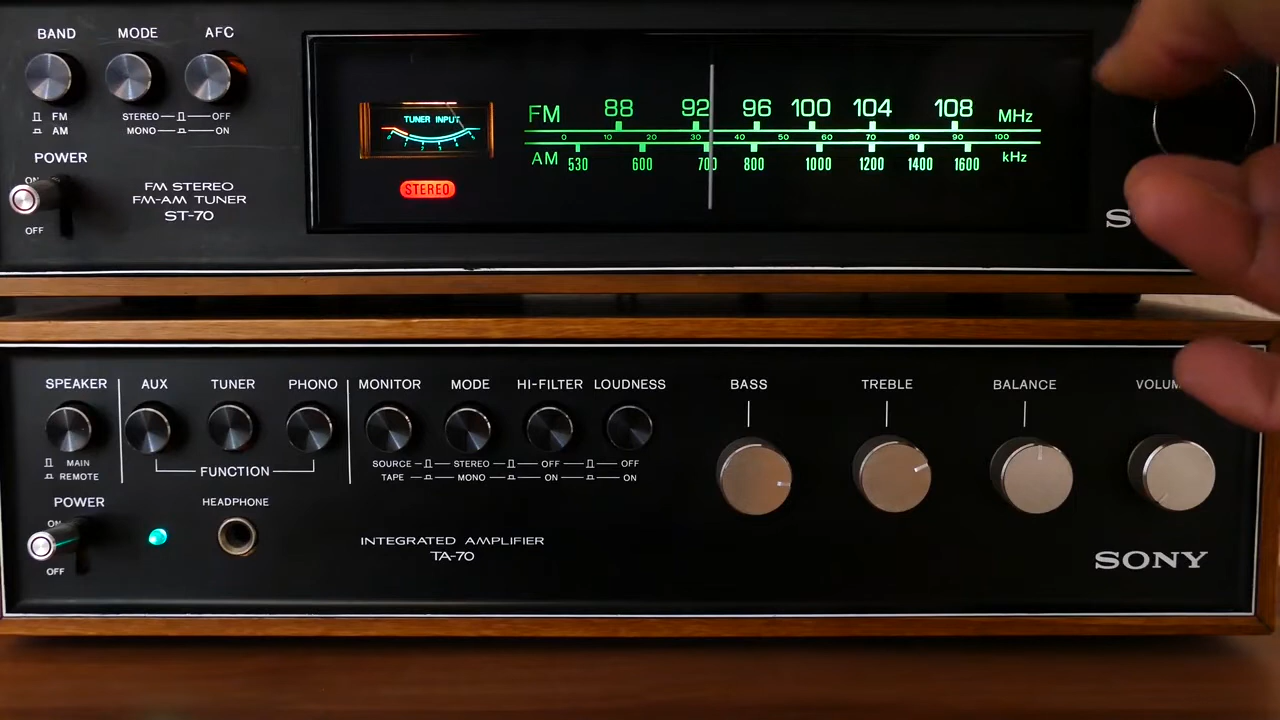 BAND MODE AFC
FM STEREO OFF
AM MONO ON
POWER
ON
OFF
FM STEREO
FM-AM TUNER
ST-70
TUNER INPUT
STEREO
FM 88 92 96 100 104 108 MHz
0 10 20 30 40 50 60 70 80 90 100
AM 530 600 700 800 1000 1200 1400 1600 kHz
SPEAKER AUX TUNER PHONO MONITOR MODE HI-FILTER LOUDNESS BASS TREBLE BALANCE VOLUM
MAIN
REMOTE
FUNCTION
SOURCE STEREO OFF OFF
TAPE MONO ON ON
POWER
ON
OFF
HEADPHONE
INTEGRATED AMPLIFIER
TA-70
SONY